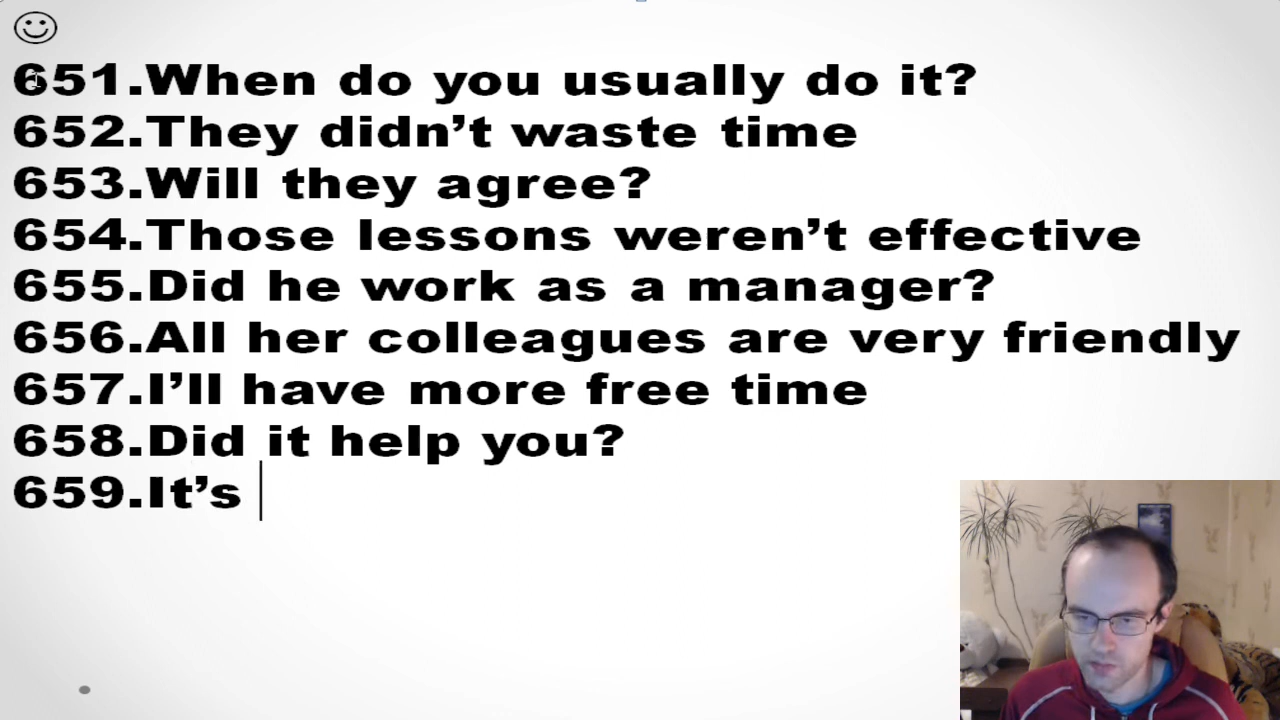 651.When do you usually do it?
652.They didn’t waste time
653.Will they agree?
654.Those lessons weren’t effective
655.Did he work as a manager?
656.All her colleagues are very friendly
657.I’ll have more free time
658.Did it help you?
659.It’s